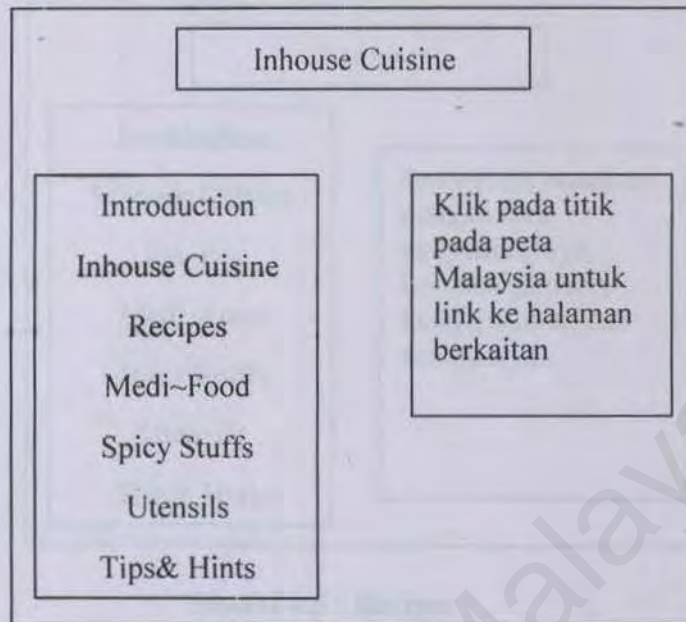 Inhouse Cuisine
Introduction
Inhouse Cuisine
Recipes
Medi~Food
Spicy Stuffs
Utensils
Tips& Hints
Klik pada titik
pada peta
Malaysia untuk
link ke halaman
berkaitan